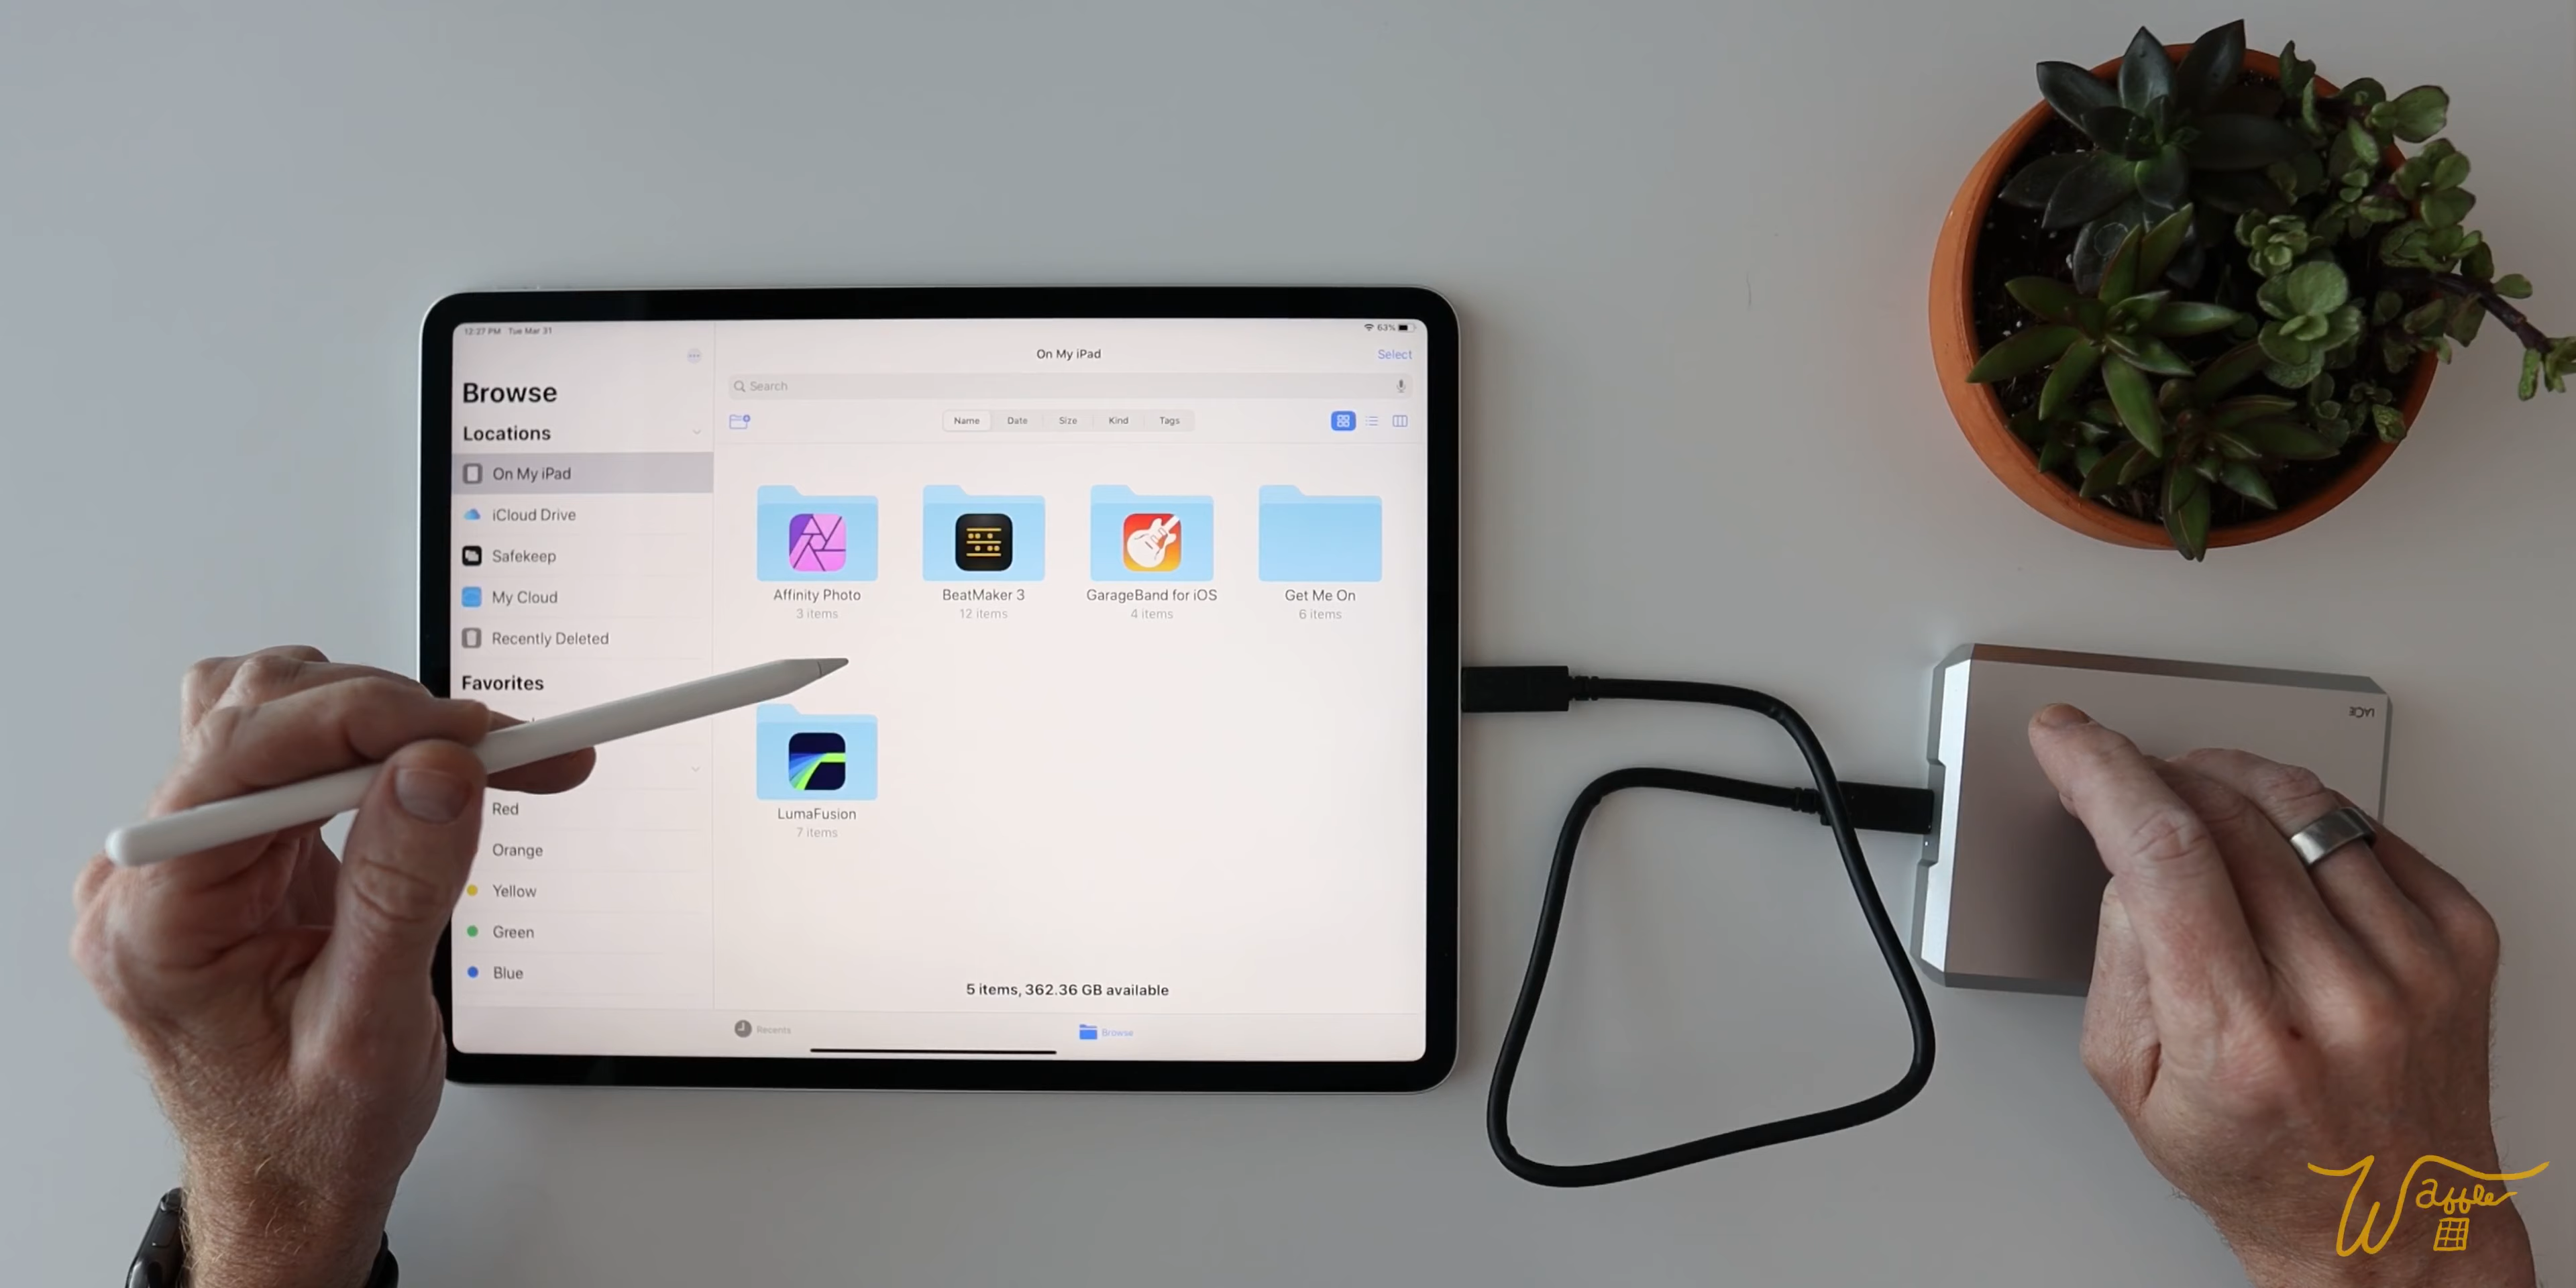 12:27 PM Tue Mar 31
63%
On My iPad
Select
Browse
Search
Name Date Size Kind Tags
Locations
On My iPad
iCloud Drive
Safekeep
My Cloud
Recently Deleted
Favorites
Red
Orange
Yellow
Green
Blue
Affinity Photo
3 items
BeatMaker 3
12 items
GarageBand for iOS
4 items
Get Me On
6 items
LumaFusion
7 items
5 items, 362.36 GB available
Recents
Browse
LACIE
Waffle